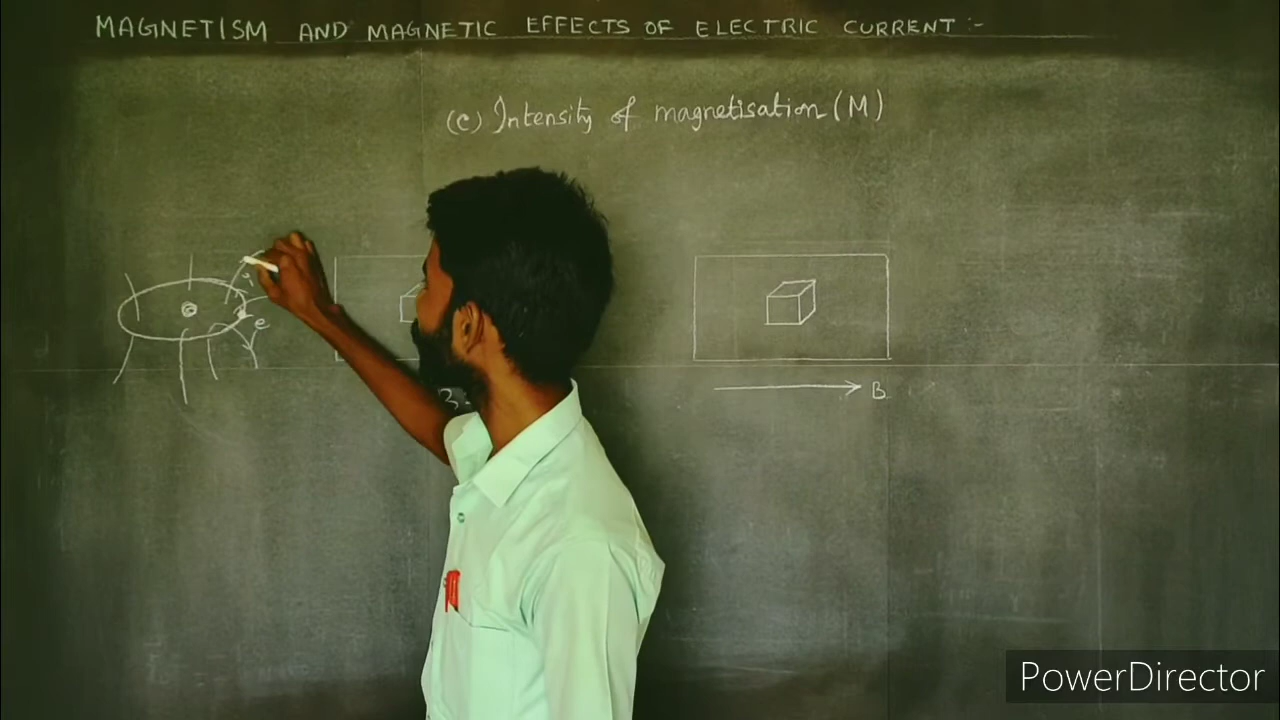 MAGNETISM AND MAGNETIC EFFECTS OF ELECTRIC CURRENT :-
(c) Intensity of magnetisation (M)
e
B
PowerDirector